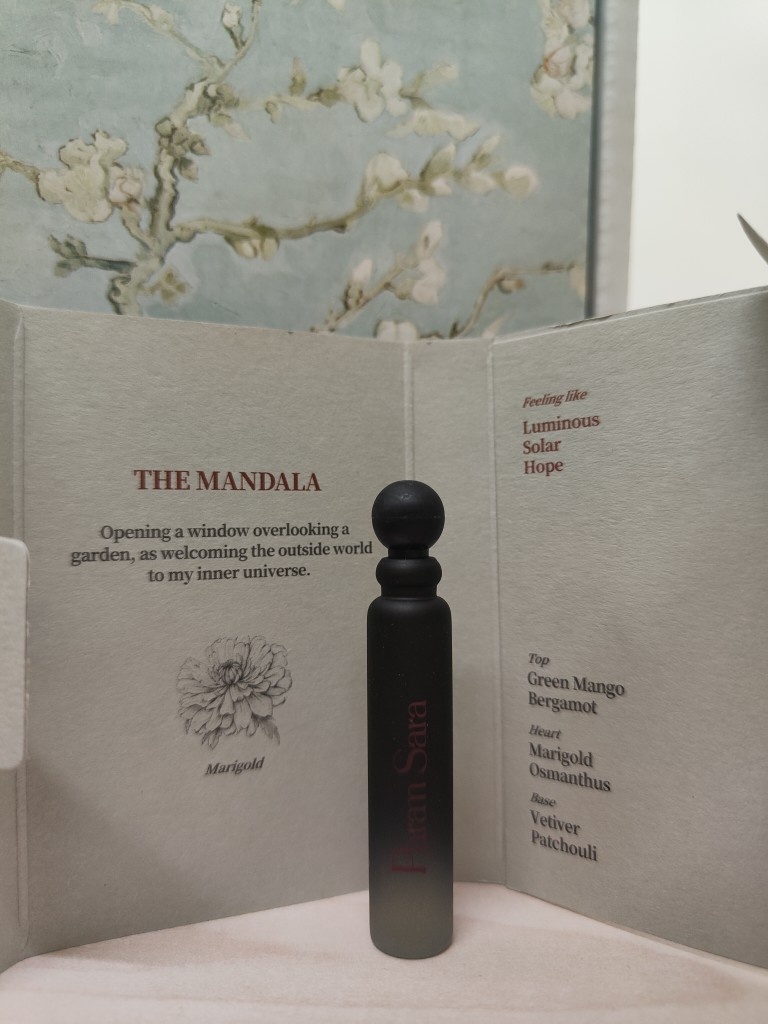 THE MANDALA
Opening a window overlooking a
garden, as welcoming the outside world
to my inner universe.
Marigold
Haram Sara
Feeling like
Luminous
Solar
Hope
Top
Green Mango
Bergamot
Heart
Marigold
Osmanthus
Base
Vetiver
Patchouli